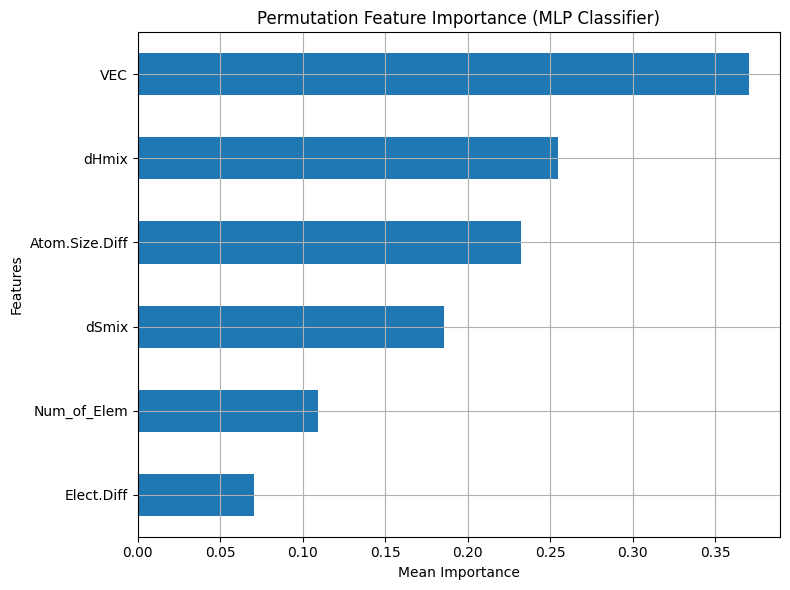 Permutation Feature Importance (MLP Classifier)
VEC
dHmix
Atom.Size.Diff
dSmix
Num_of_Elem
Elect.Diff
Features
0.00 0.05 0.10 0.15 0.20 0.25 0.30 0.35
Mean Importance